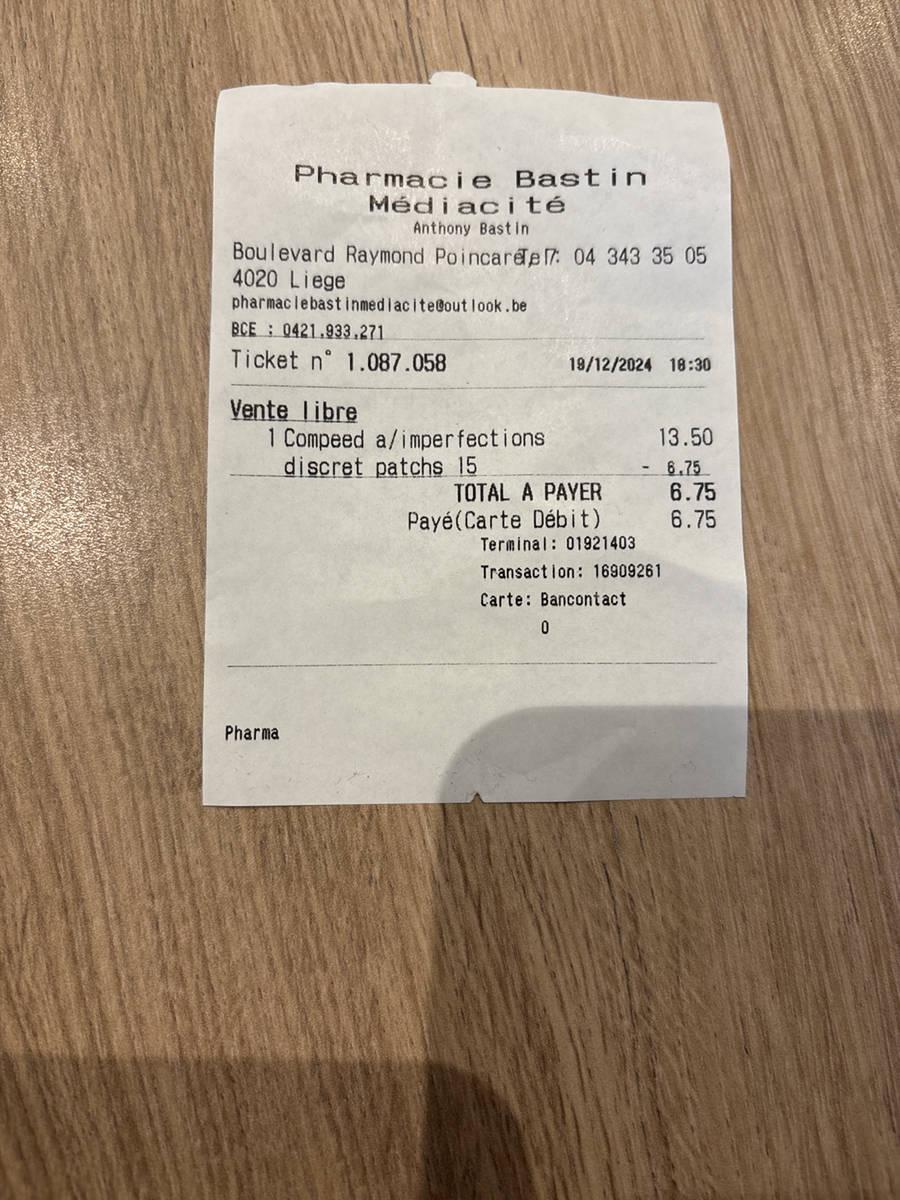 Pharmacie Bastin
Médiacité
Anthony Bastin
Boulevard Raymond Poincaré 7 Tel: 04 343 35 05
4020 Liege
pharmaciebastinmediacite@outlook.be
BCE : 0421.933.271
Ticket n° 1.087.058 19/12/2024 18:30
Vente libre
1 Compeed a/imperfections 13.50
discret patchs 15 - 6.75
TOTAL A PAYER 6.75
Payé(Carte Débit) 6.75
Terminal: 01921403
Transaction: 16909261
Carte: Bancontact
0
Pharma